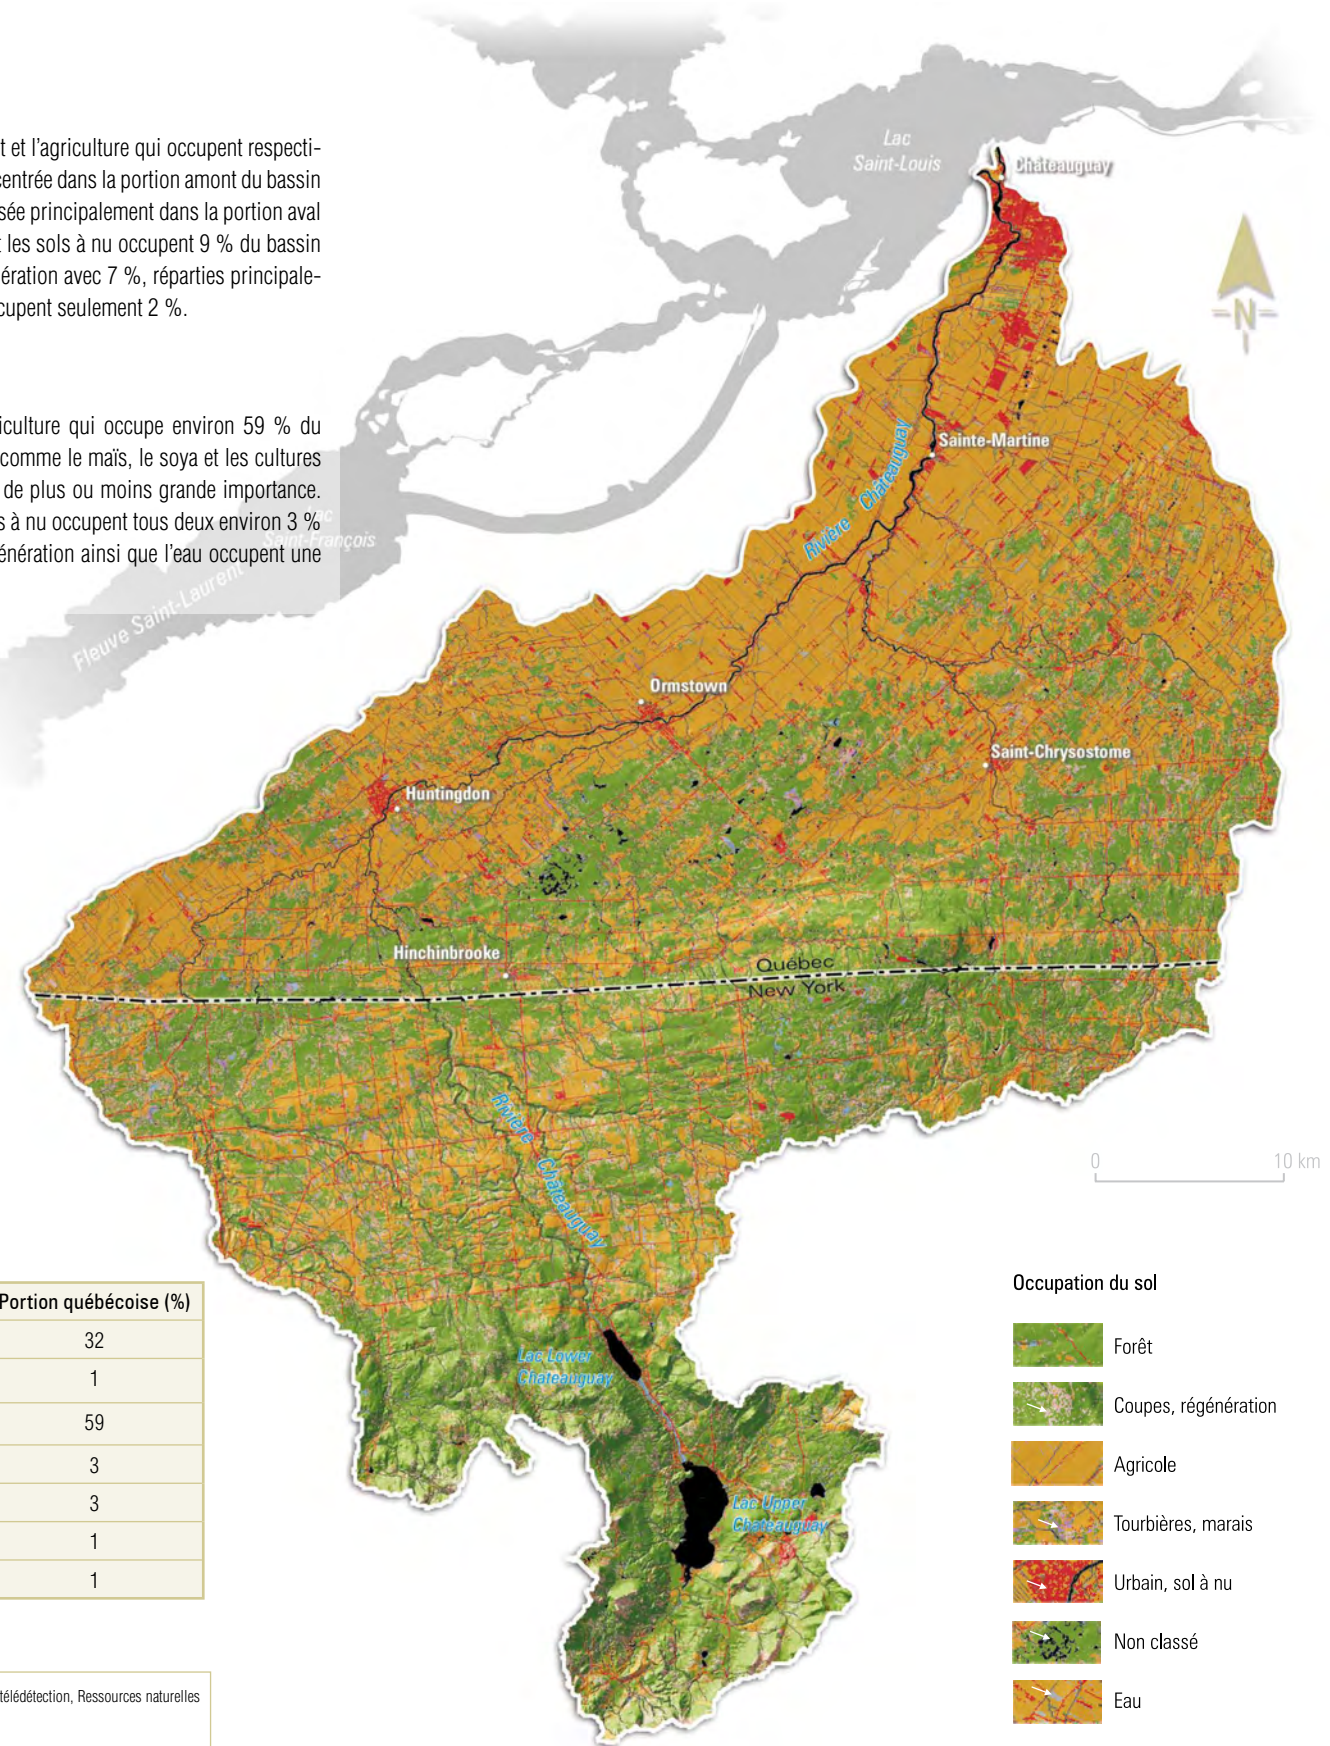 t et l'agriculture qui occupent respecti-
centrée dans la portion amont du bassin
sée principalement dans la portion aval
t les sols à nu occupent 9 % du bassin
nération avec 7 %, réparties principale-
cupent seulement 2 %.
iculture qui occupe environ 59 % du
comme le maïs, le soya et les cultures
de plus ou moins grande importance.
s à nu occupent tous deux environ 3 %
énération ainsi que l'eau occupent une
Lac
Saint-Louis
Châteauguay
N
Sainte-Martine
Rivière Châteauguay
Lac
Saint-François
Fleuve Saint-Laurent
Ormstown
Saint-Chrysostome
Huntingdon
Hinchinbrooke
Québec
New York
Rivière Châteauguay
0 10 km
Lac Lower
Chateauguay
Lac Upper
Chateauguay
Portion québécoise (%)
32
1
59
3
3
1
1
télédétection, Ressources naturelles
Occupation du sol
Forêt
Coupes, régénération
Agricole
Tourbières, marais
Urbain, sol à nu
Non classé
Eau